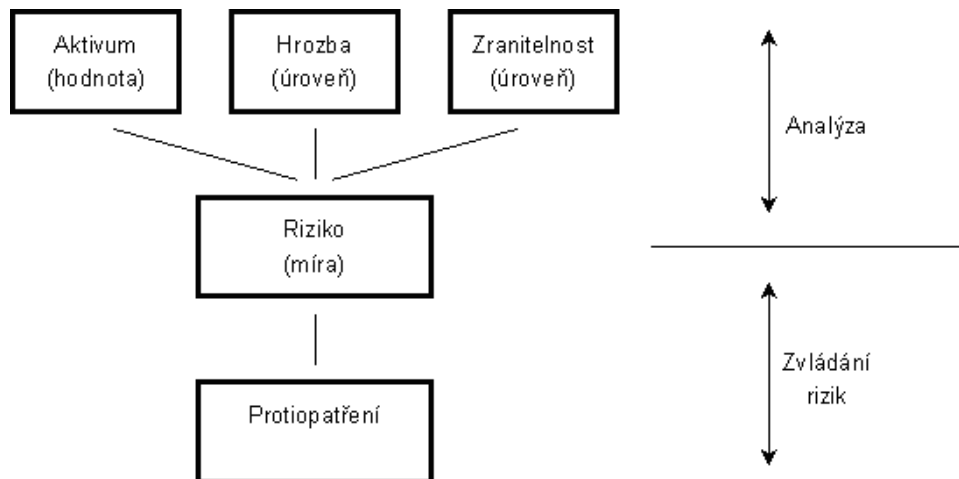 Aktivum
(hodnota)
Hrozba
(úroveň)
Zranitelnost
(úroveň)
Analýza
Riziko
(míra)
Zvládání
rizik
Protiopatření